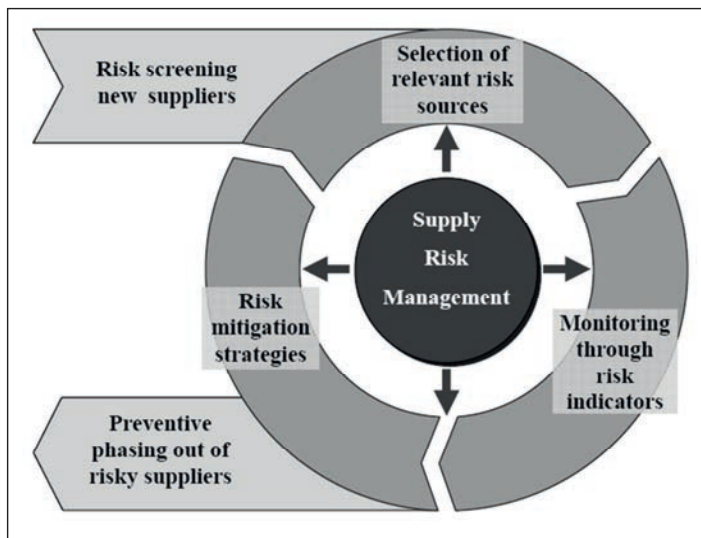 Risk screening
new suppliers
Selection of
relevant risk
sources
Supply
Risk
Management
Risk
mitigation
strategies
Monitoring
through
risk
indicators
Preventive
phasing out of
risky suppliers